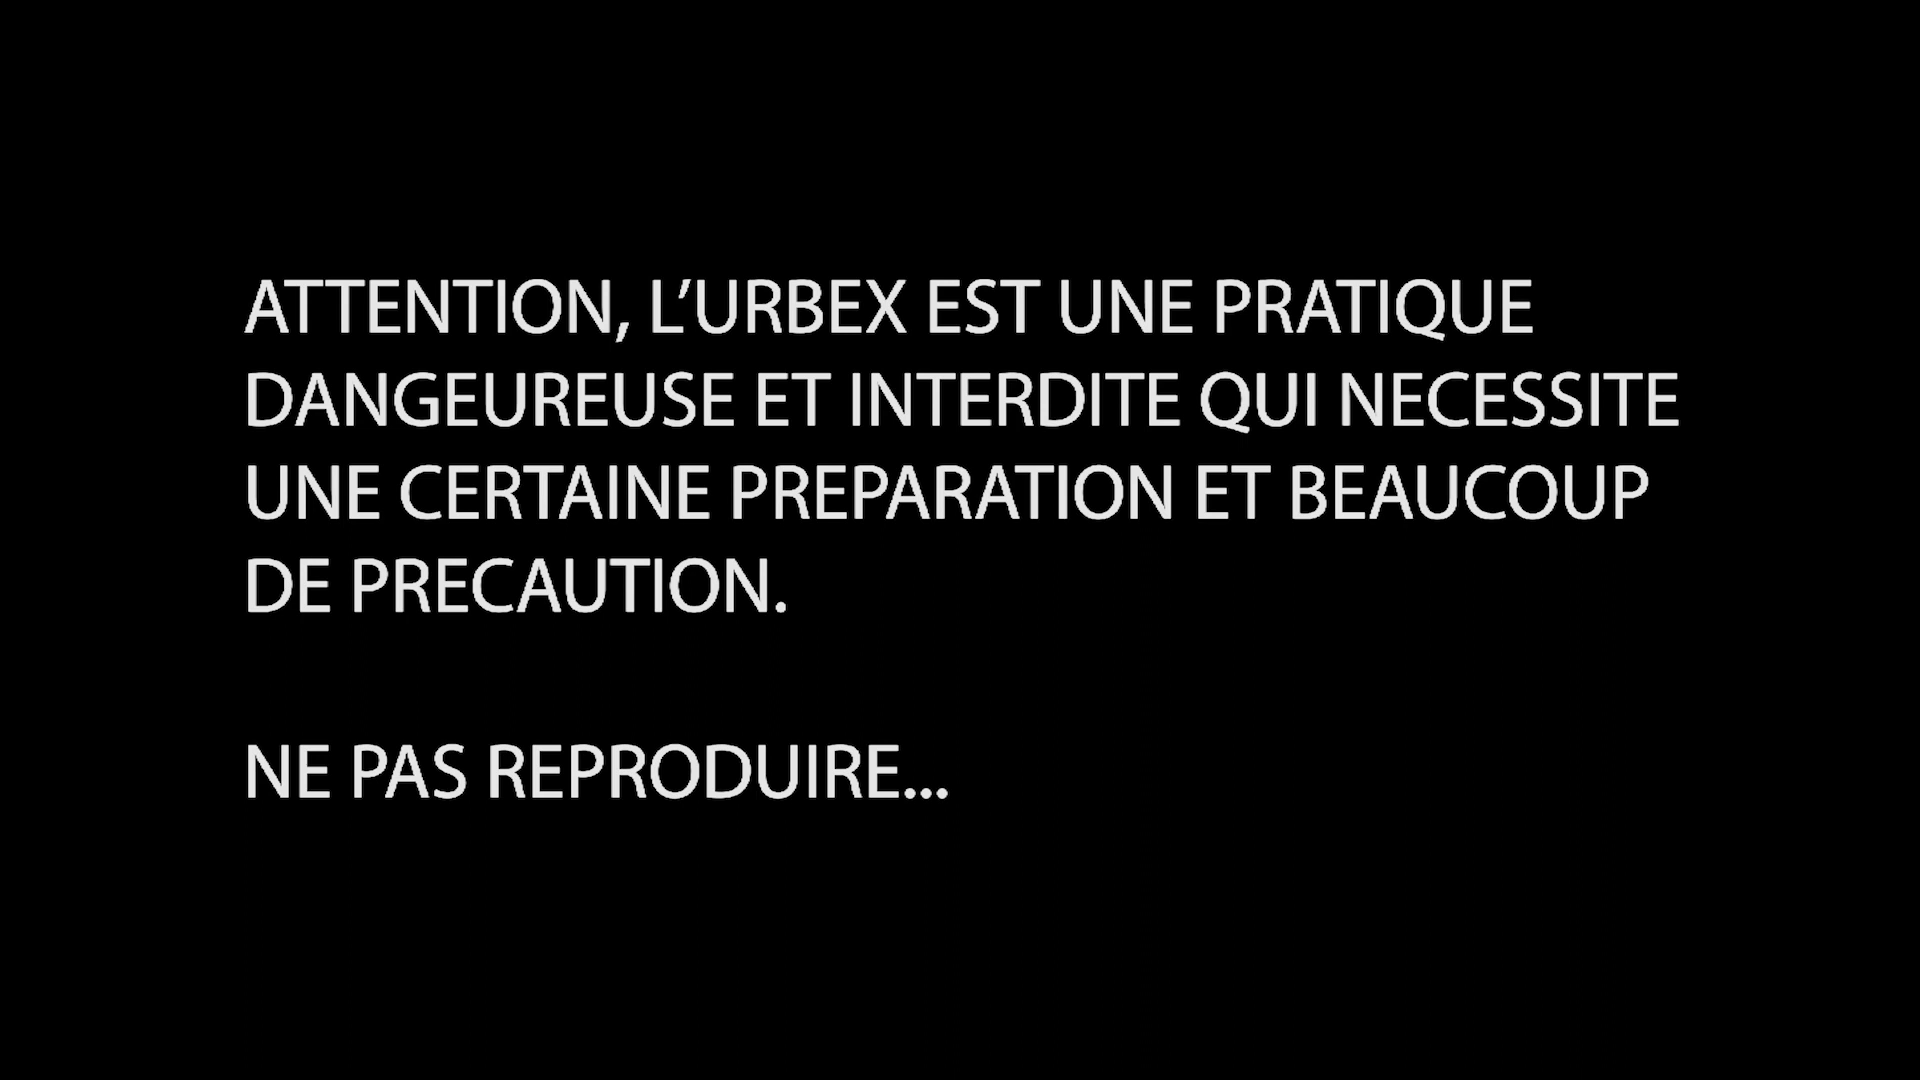 ATTENTION, L’URBEX EST UNE PRATIQUE
DANGEUREUSE ET INTERDITE QUI NECESSITE
UNE CERTAINE PREPARATION ET BEAUCOUP
DE PRECAUTION.
NE PAS REPRODUIRE...